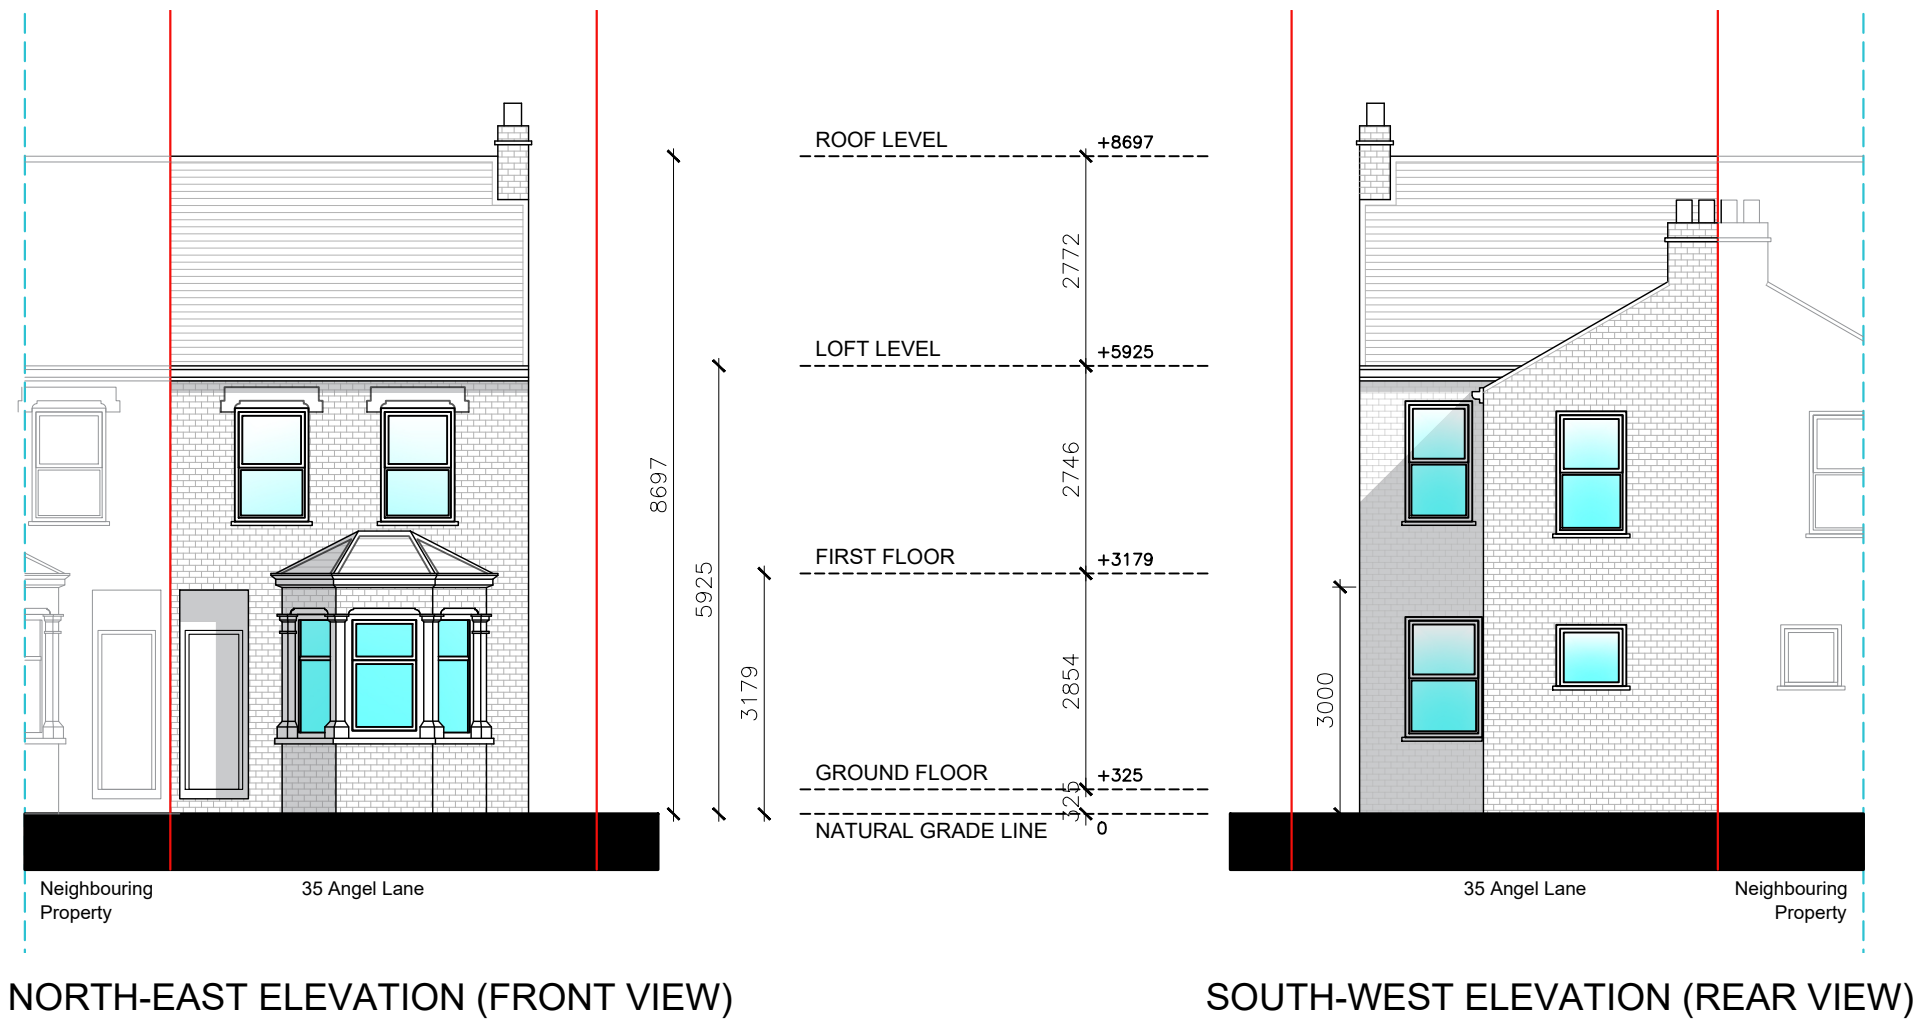 ROOF LEVEL
+8697
2772
LOFT LEVEL
+5925
2746
FIRST FLOOR
+3179
2854
GROUND FLOOR
+325
325
NATURAL GRADE LINE
0
8697
5925
3179
3000
Neighbouring
Property
35 Angel Lane
35 Angel Lane
Neighbouring
Property
NORTH-EAST ELEVATION (FRONT VIEW)
SOUTH-WEST ELEVATION (REAR VIEW)